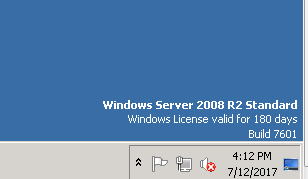 Windows Server 2008 R2 Standard
Windows License valid for 180 days
Build 7601
4:12 PM
7/12/2017